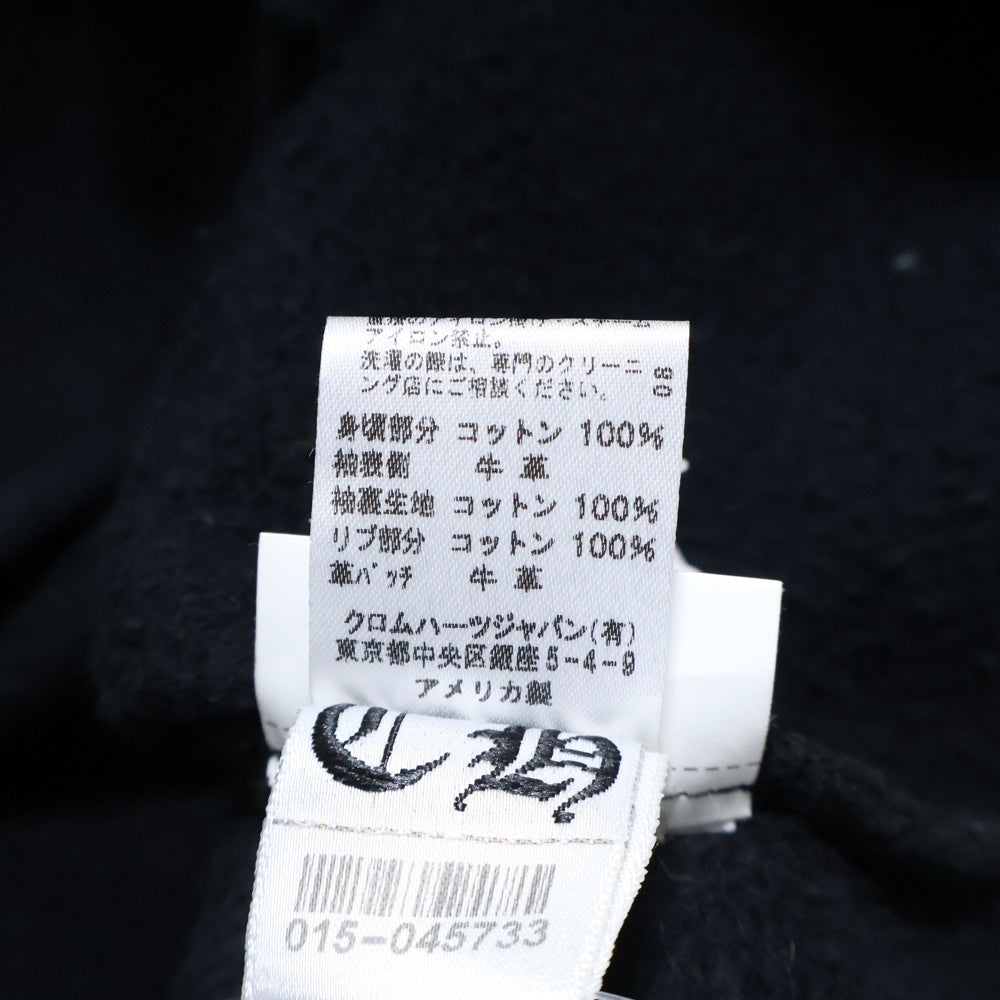 アイロン禁止。
洗濯の際は、専門のクリーニ
ング店にご相談ください。
08
身頃部分 コットン 100%
袖表側 牛 革
袖裏生地 コットン 100%
リブ部分 コットン 100%
革パッチ 牛 革
クロムハーツジャパン(有)
東京都中央区銀座5-4-9
アメリカ製
CH
015-045733